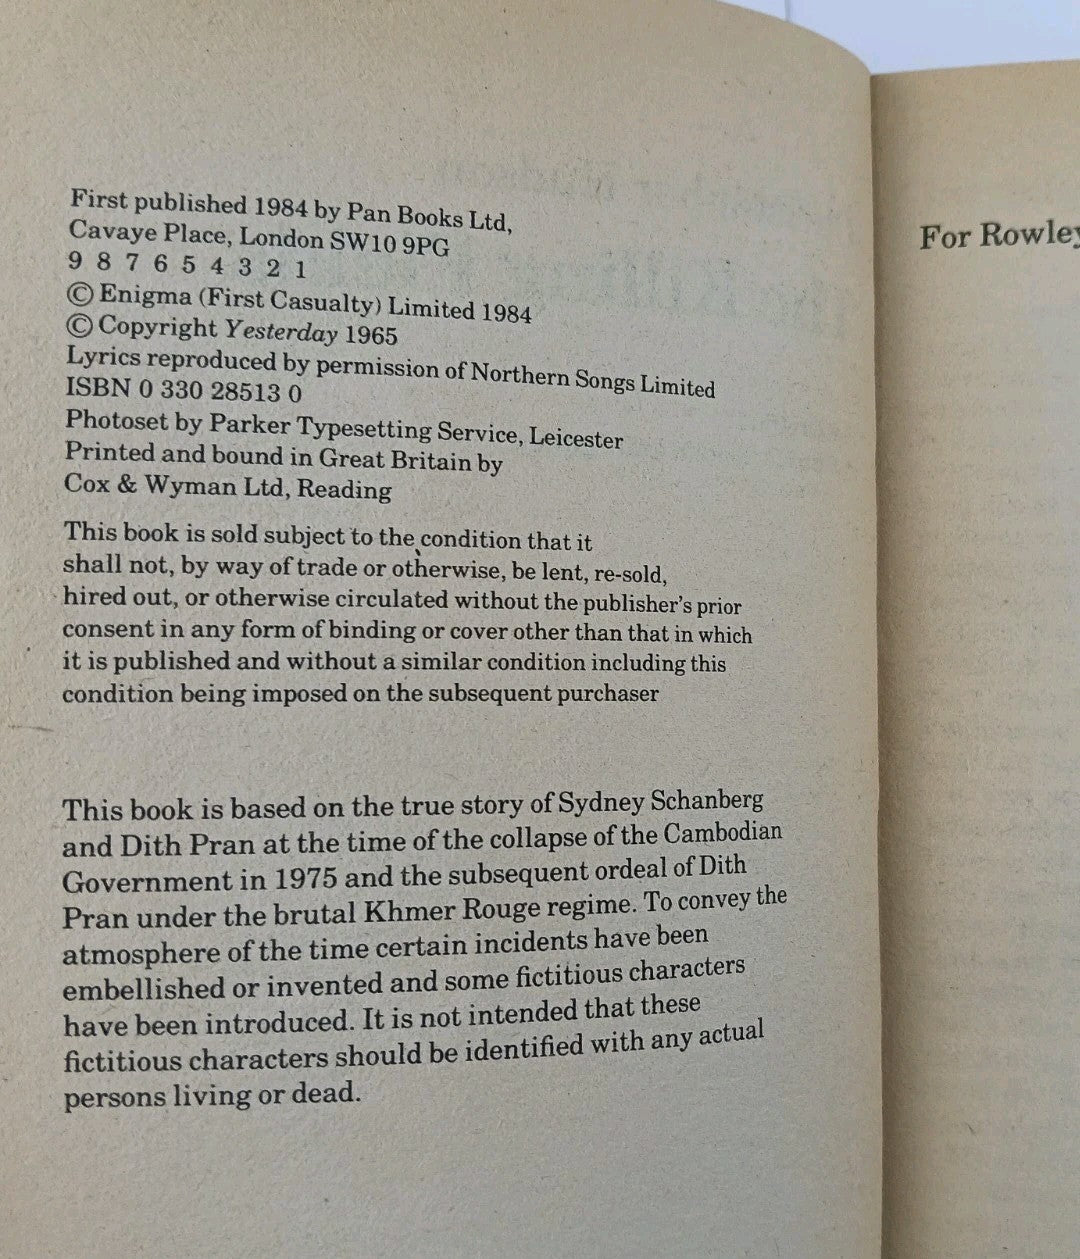 First published 1984 by Pan Books Ltd,
Cavaye Place, London SW10 9PG
9 8 7 6 5 4 3 2 1
© Enigma (First Casualty) Limited 1984
© Copyright Yesterday 1965
Lyrics reproduced by permission of Northern Songs Limited
ISBN 0 330 28513 0
Photoset by Parker Typesetting Service, Leicester
Printed and bound in Great Britain by
Cox & Wyman Ltd, Reading
This book is sold subject to the condition that it
shall not, by way of trade or otherwise, be lent, re-sold,
hired out, or otherwise circulated without the publisher's prior
consent in any form of binding or cover other than that in which
it is published and without a similar condition including this
condition being imposed on the subsequent purchaser
This book is based on the true story of Sydney Schanberg
and Dith Pran at the time of the collapse of the Cambodian
Government in 1975 and the subsequent ordeal of Dith
Pran under the brutal Khmer Rouge regime. To convey the
atmosphere of the time certain incidents have been
embellished or invented and some fictitious characters
have been introduced. It is not intended that these
fictitious characters should be identified with any actual
persons living or dead.
For Rowley